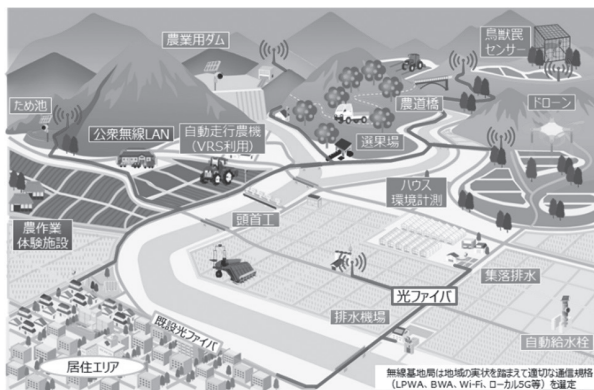 農業用ダム
鳥獣罠
センサー
ため池
公衆無線LAN
自動走行農機
(VRS利用)
農道橋
ドローン
選果場
ハウス
環境計測
頭首工
農作業
体験施設
集落排水
光ファイバ
排水機場
既設光ファイバ
自動給水栓
居住エリア
無線基地局は地域の実状を踏まえて適切な通信規格
(LPWA、BWA、Wi-Fi、ローカル5G等)を選定